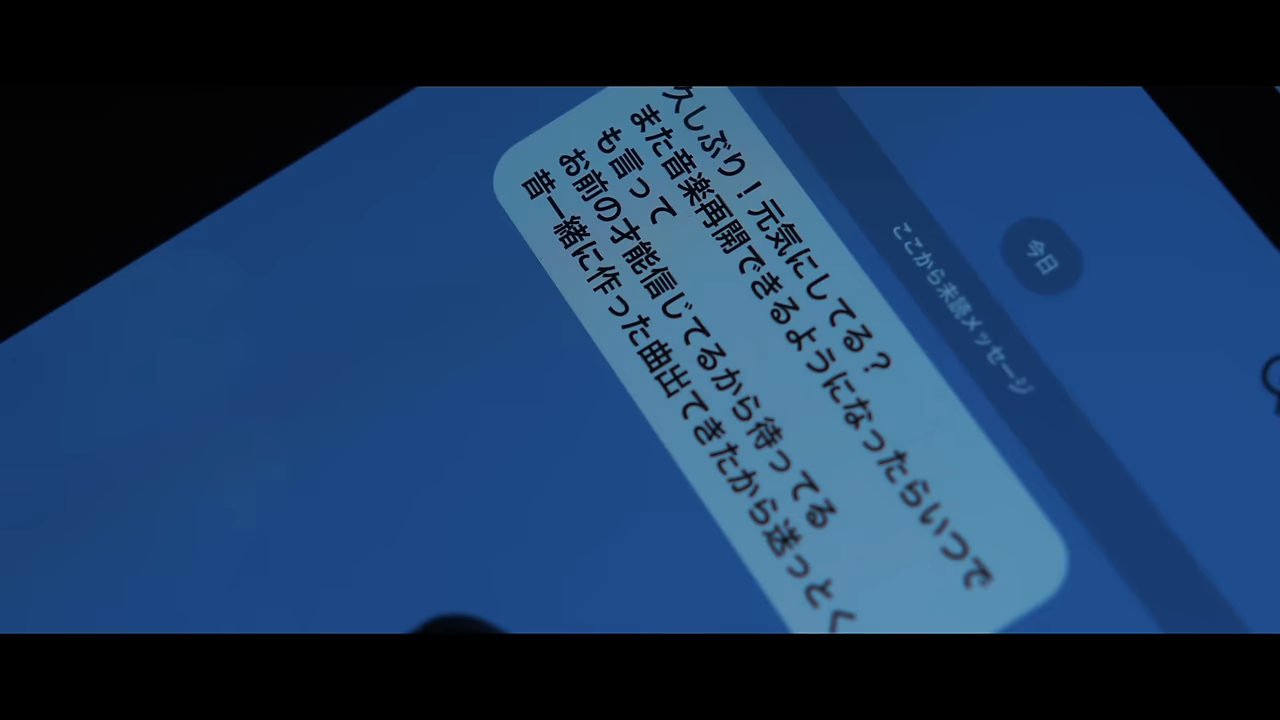 今日
ここから未読メッセージ
久しぶり！元気にしてる？
また音楽再開できるようになったらいつで
も言って
お前の才能信じてるから待ってる
昔一緒に作った曲出てきたから送っとく